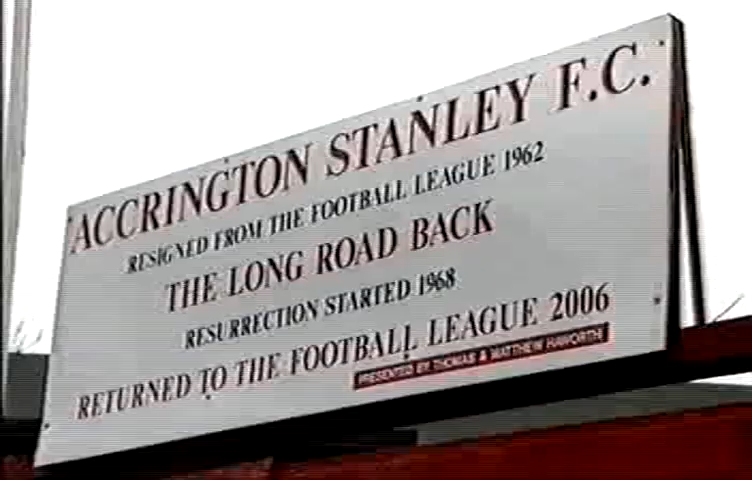 ACCRINGTON STANLEY F.C.
RESIGNED FROM THE FOOTBALL LEAGUE 1962
THE LONG ROAD BACK
RESURRECTION STARTED 1968
RETURNED TO THE FOOTBALL LEAGUE 2006
PRESENTED BY THOMAS & MATTHEW HAWORTH